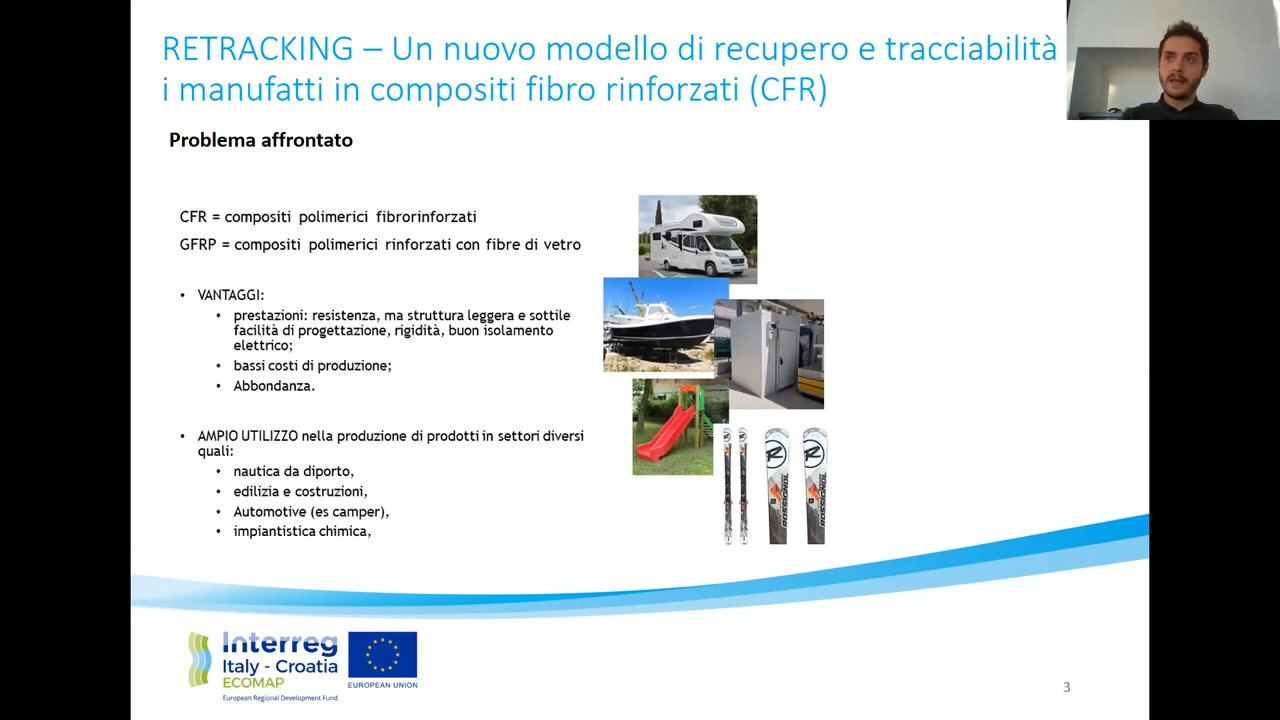 RETRACKING – Un nuovo modello di recupero e tracciabilità
i manufatti in compositi fibro rinforzati (CFR)
Problema affrontato
CFR = compositi polimerici fibrorinforzati
GFRP = compositi polimerici rinforzati con fibre di vetro
• VANTAGGI:
• prestazioni: resistenza, ma struttura leggera e sottile
facilità di progettazione, rigidità, buon isolamento
elettrico;
• bassi costi di produzione;
• Abbondanza.
• AMPIO UTILIZZO nella produzione di prodotti in settori diversi
quali:
• nautica da diporto,
• edilizia e costruzioni,
• Automotive (es camper),
• impiantistica chimica,
ROSSIGNOL
ROSSIGNOL
Interreg
Italy - Croatia
ECOMAP
European Regional Development Fund
EUROPEAN UNION
3